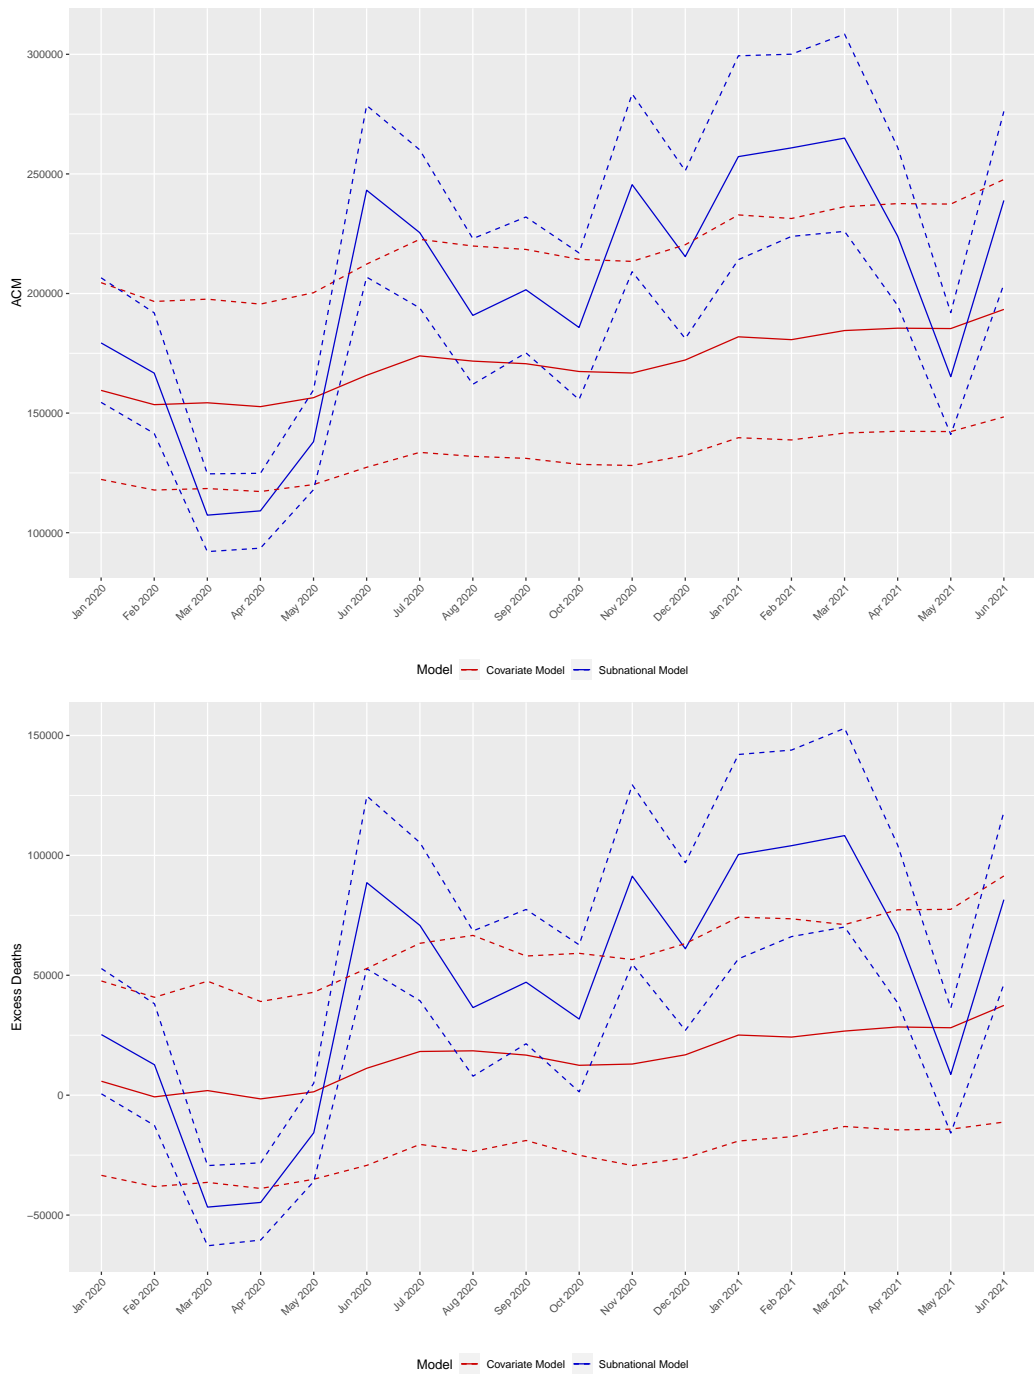 300000
250000
200000
150000
100000
ACM
Jan 2020
Feb 2020
Mar 2020
Apr 2020
May 2020
Jun 2020
Jul 2020
Aug 2020
Sep 2020
Oct 2020
Nov 2020
Dec 2020
Jan 2021
Feb 2021
Mar 2021
Apr 2021
May 2021
Jun 2021
Model Covariate Model Subnational Model
150000
100000
50000
0
−50000
Excess Deaths
Jan 2020
Feb 2020
Mar 2020
Apr 2020
May 2020
Jun 2020
Jul 2020
Aug 2020
Sep 2020
Oct 2020
Nov 2020
Dec 2020
Jan 2021
Feb 2021
Mar 2021
Apr 2021
May 2021
Jun 2021
Model Covariate Model Subnational Model